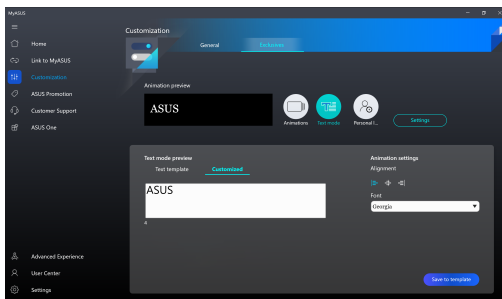 MyASUS
Customization
Home
Link to MyASUS
Customization
ASUS Promotion
Customer Support
ASUS One
Advanced Experience
User Center
Settings
General
Exclusives
Animation preview
ASUS
Animations
Text mode
Personal I...
Settings
Text mode preview
Text template
Customized
ASUS
4
Animation settings
Alignment
Font
Georgia
Save to template